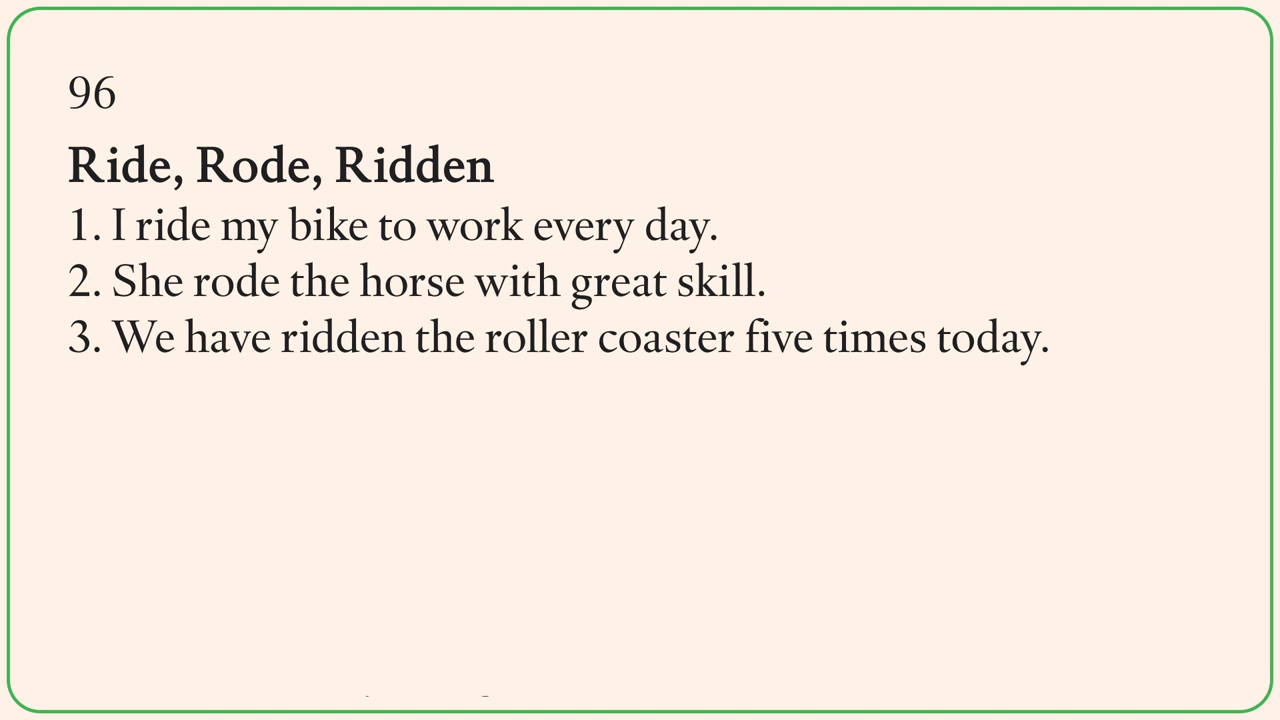 96
Ride, Rode, Ridden
1. I ride my bike to work every day.
2. She rode the horse with great skill.
3. We have ridden the roller coaster five times today.